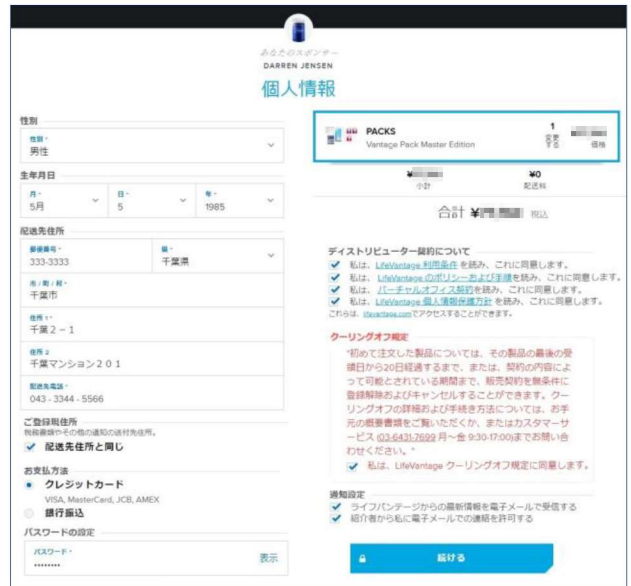 あなたのスポンサー
DARREN JENSEN
個人情報
性別
性別*
男性
生年月日
月*
5月
日*
5
年*
1985
配送先住所
郵便番号*
333-3333
県*
千葉県
市/町/村*
千葉市
住所 1*
千葉2-1
住所 2
千葉マンション201
配送先電話*
043-3344-5566
ご登録現住所
税務書類やその他の通知の送付先住所。
配送先住所と同じ
お支払方法
クレジットカード
VISA, MasterCard, JCB, AMEX
銀行振込
パスワードの設定
パスワード*
••••••••
表示
PACKS
Vantage Pack Master Edition
1
変更
する
価格
¥
小計
¥0
配送料
合計 ¥ 税込
ディストリビューター契約について
私は、LifeVantage 利用条件 を読み、これに同意します。
私は、LifeVantage のポリシーおよび手順を読み、これに同意します。
私は、バーチャルオフィス契約を読み、これに同意します。
私は、LifeVantage 個人情報保護方針 を読み、これに同意します。
これらは、lifevantage.comでアクセスすることができます。
クーリングオフ規定
"初めて注文した製品については、その製品の最後の受
領日から20日経過するまで、または、契約の内容によ
って可能とされている期間まで、販売契約を無条件に
登録解除およびキャンセルすることができます。クー
リングオフの詳細および手続き方法については、お手
元の概要書類をご覧いただくか、またはカスタマーサ
ービス (03-6431-7699 月～金 9:30-17:00)までお問い合
わせください。"
私は、LifeVantage クーリングオフ規定に同意します。
通知設定
ライフバンテージからの最新情報を電子メールで受信する
紹介者から私に電子メールでの連絡を許可する
続ける